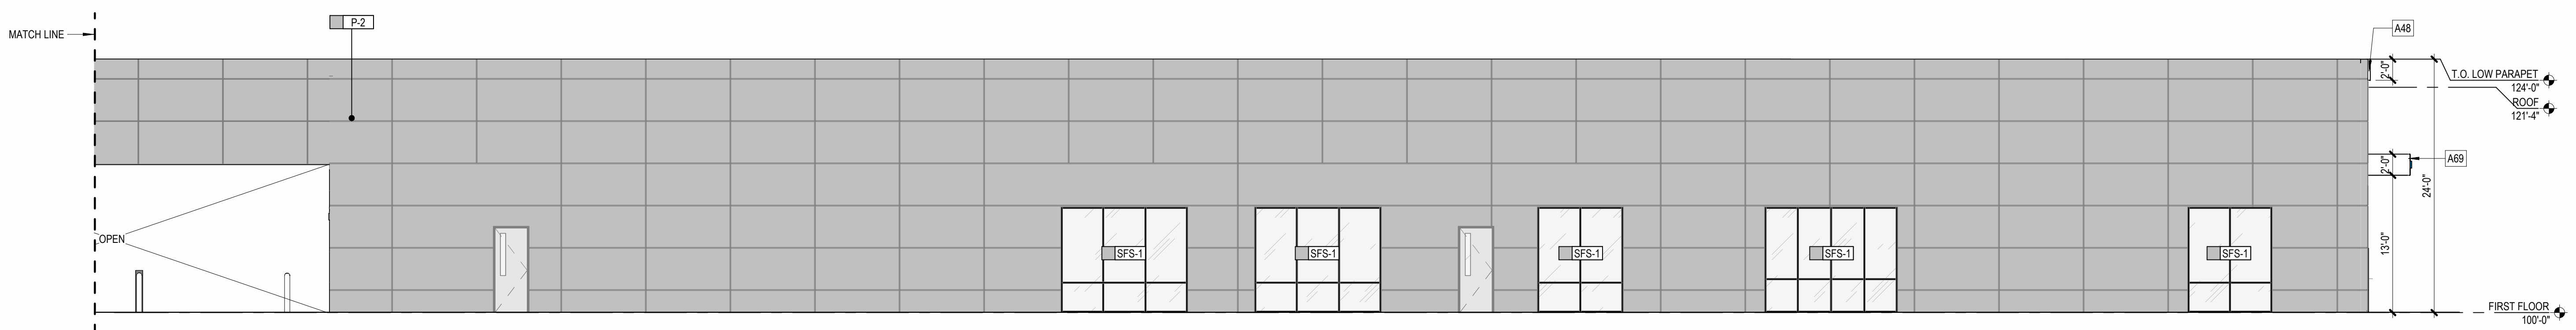 P-2
MATCH LINE
A48
2'-0"
T.O. LOW PARAPET
124'-0"
ROOF
121'-4"
A69
2'-0"
24'-0"
OPEN
13'-0"
SFS-1
SFS-1
SFS-1
SFS-1
SFS-1
FIRST FLOOR
100'-0"